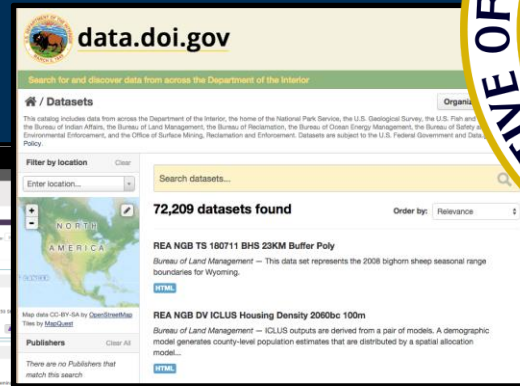 data.doi.gov
Search for and discover data from across the Department of the Interior
/ Datasets
Organiz
This catalog includes data from across the Department of the Interior, the home of the National Park Service, the U.S. Geological Survey, the U.S. Fish and
the Bureau of Indian Affairs, the Bureau of Land Management, the Bureau of Reclamation, the Bureau of Ocean Energy Management, the Bureau of Safety a
Environmental Enforcement, and the Office of Surface Mining, Reclamation and Enforcement. Datasets are subject to the U.S. Federal Government and Data.g
Policy.
Filter by location Clear
Enter location...
Search datasets...
72,209 datasets found
Order by: Relevance
NORTH
AMERICA
REA NGB TS 180711 BHS 23KM Buffer Poly
Bureau of Land Management — This data set represents the 2008 bighorn sheep seasonal range
boundaries for Wyoming.
HTML
REA NGB DV ICLUS Housing Density 2060bc 100m
Bureau of Land Management — ICLUS outputs are derived from a pair of models. A demographic
model generates county-level population estimates that are distributed by a spatial allocation
model...
HTML
Map data CC-BY-SA by OpenStreetMap
Tiles by MapQuest
Publishers Clear All
There are no Publishers that
match this search
IVE OF